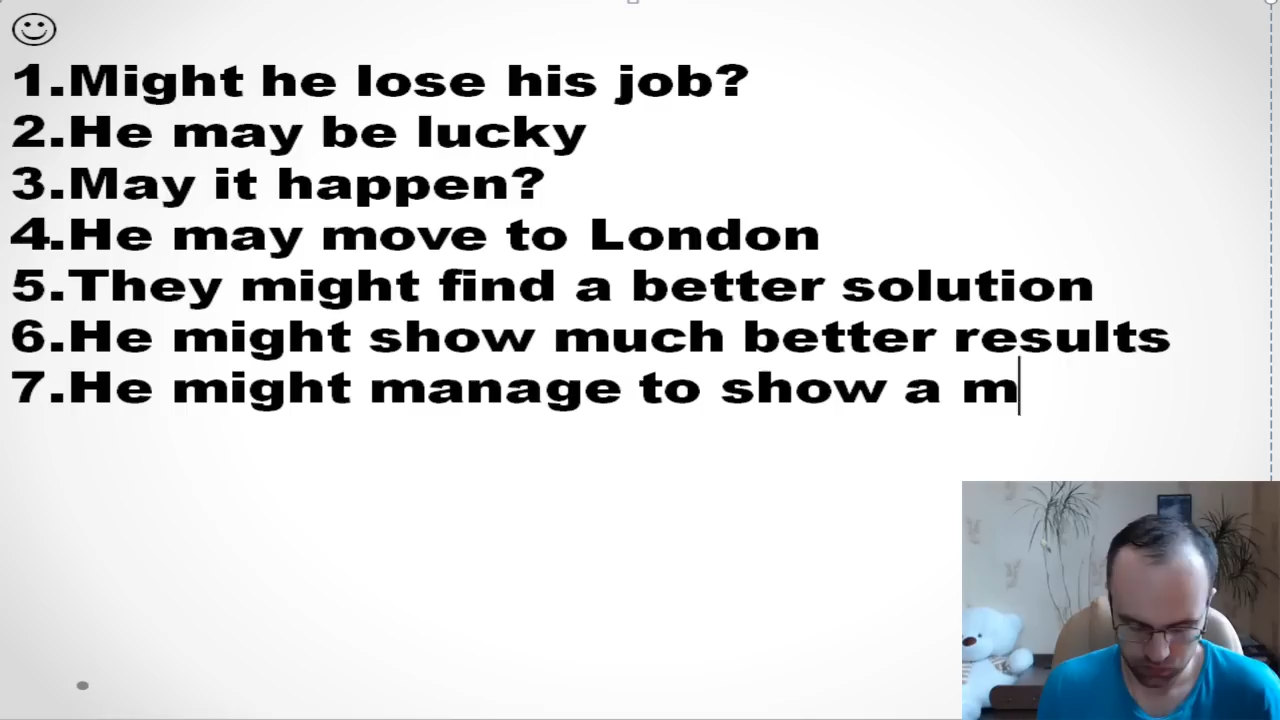 1.Might he lose his job?
2.He may be lucky
3.May it happen?
4.He may move to London
5.They might find a better solution
6.He might show much better results
7.He might manage to show a m